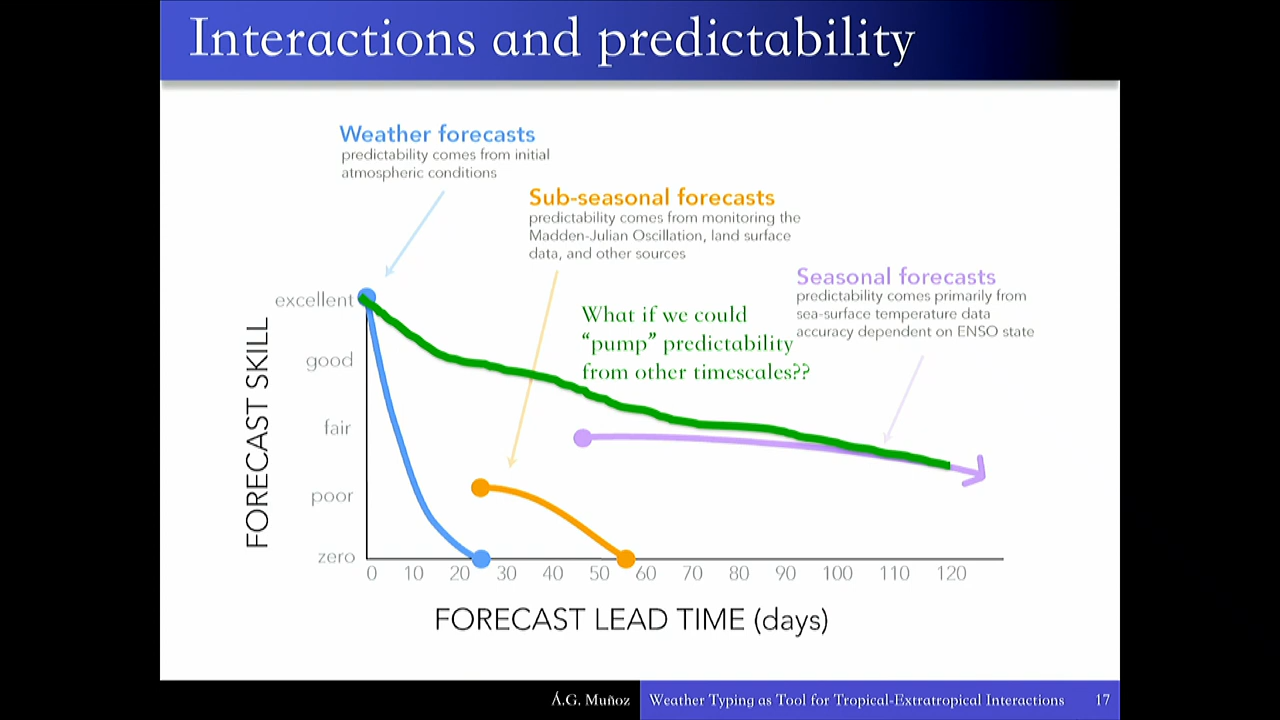 Interactions and predictability
Weather forecasts
predictability comes from initial
atmospheric conditions
Sub-seasonal forecasts
predictability comes from monitoring the
Madden-Julian Oscillation, land surface
data, and other sources
Seasonal forecasts
predictability comes primarily from
sea-surface temperature data
accuracy dependent on ENSO state
What if we could
“pump” predictability
from other timescales??
FORECAST SKILL
excellent
good
fair
poor
zero
0 10 20 30 40 50 60 70 80 90 100 110 120
FORECAST LEAD TIME (days)
Á.G. Muñoz
Weather Typing as Tool for Tropical-Extratropical Interactions
17